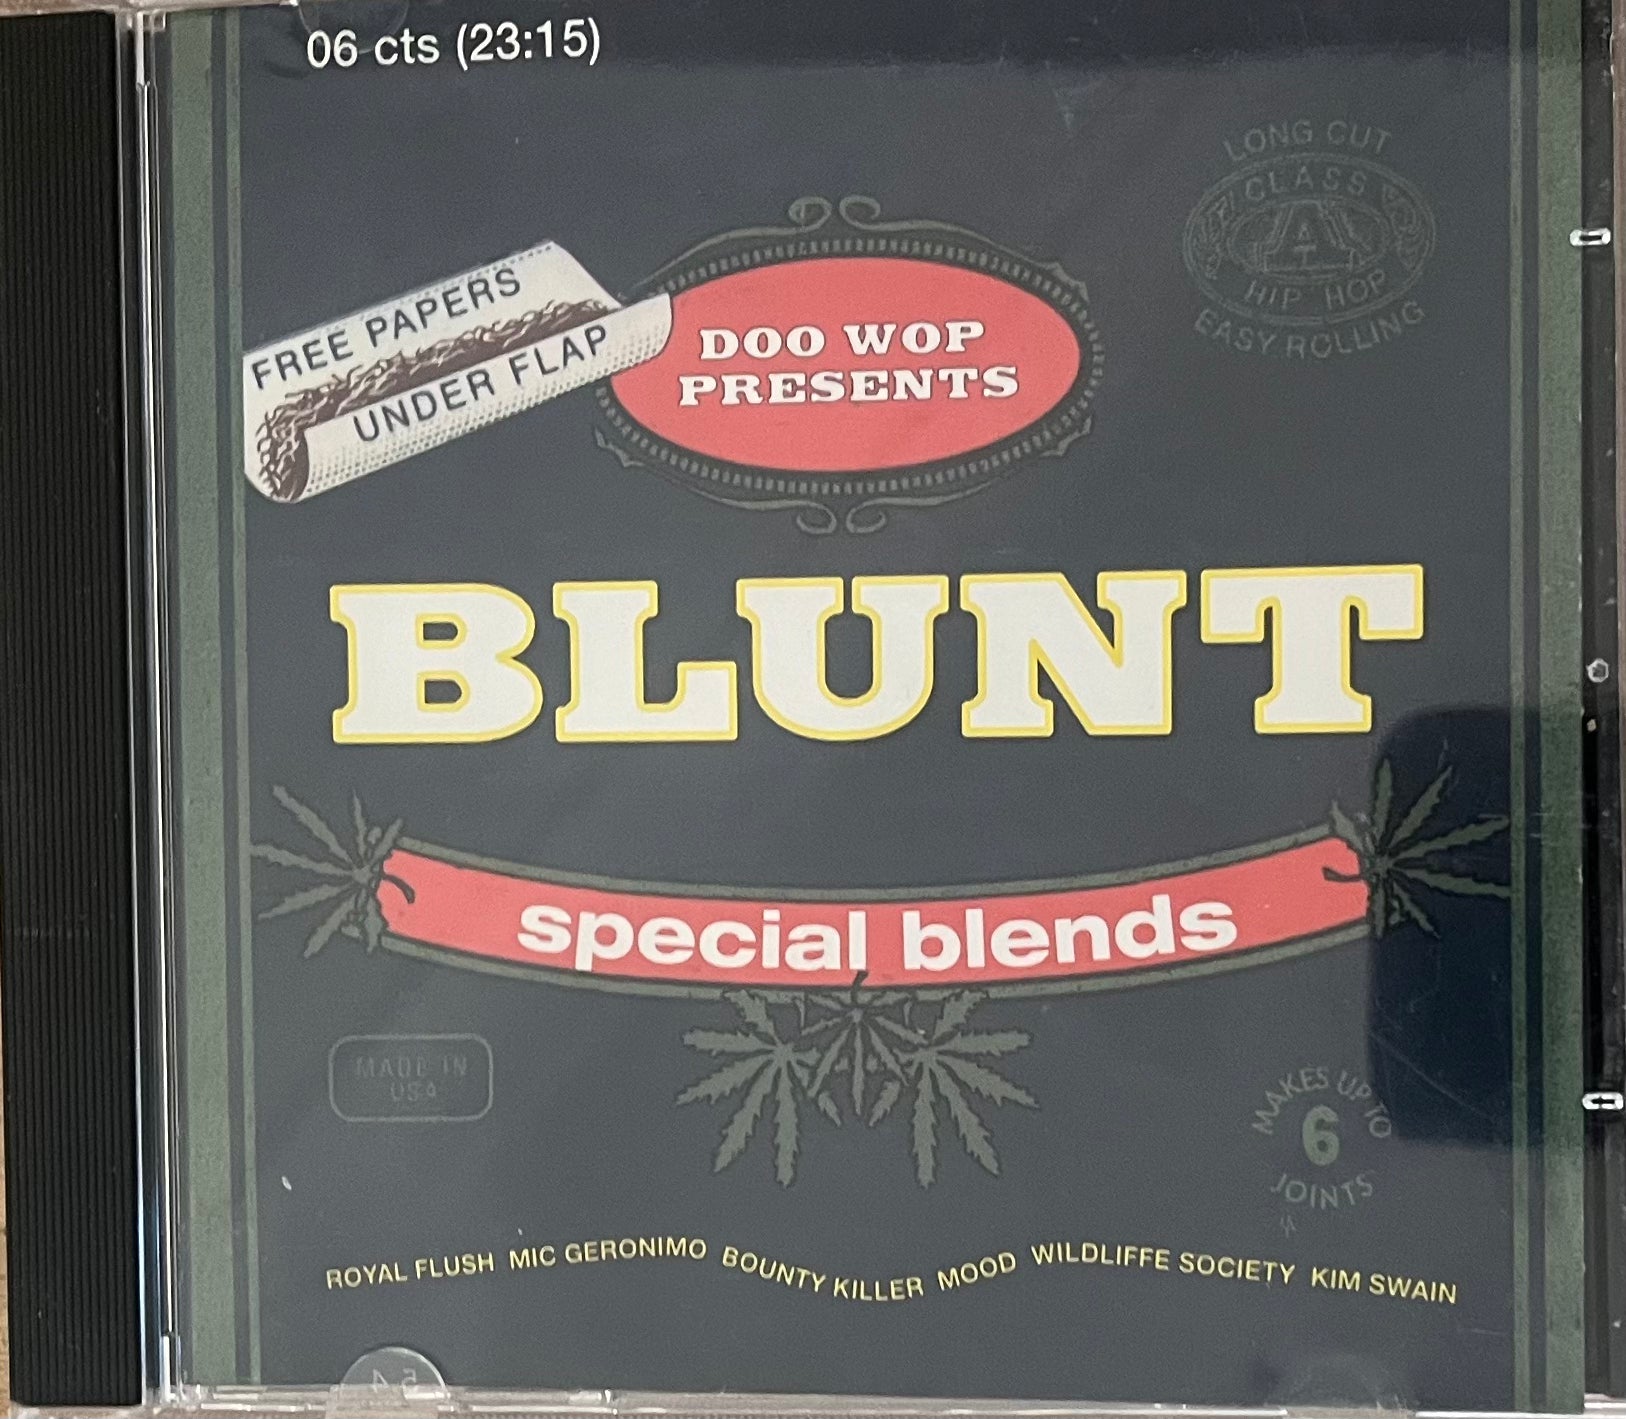 06 cts (23:15)
LONG CUT
CLASS
A
HIP HOP
EASY ROLLING
FREE PAPERS
UNDER FLAP
DOO WOP
PRESENTS
BLUNT
special blends
MADE IN
USA
MAKES UP TO
6
JOINTS
ROYAL FLUSH MIC GERONIMO BOUNTY KILLER MOOD WILDLIFFE SOCIETY KIM SWAIN